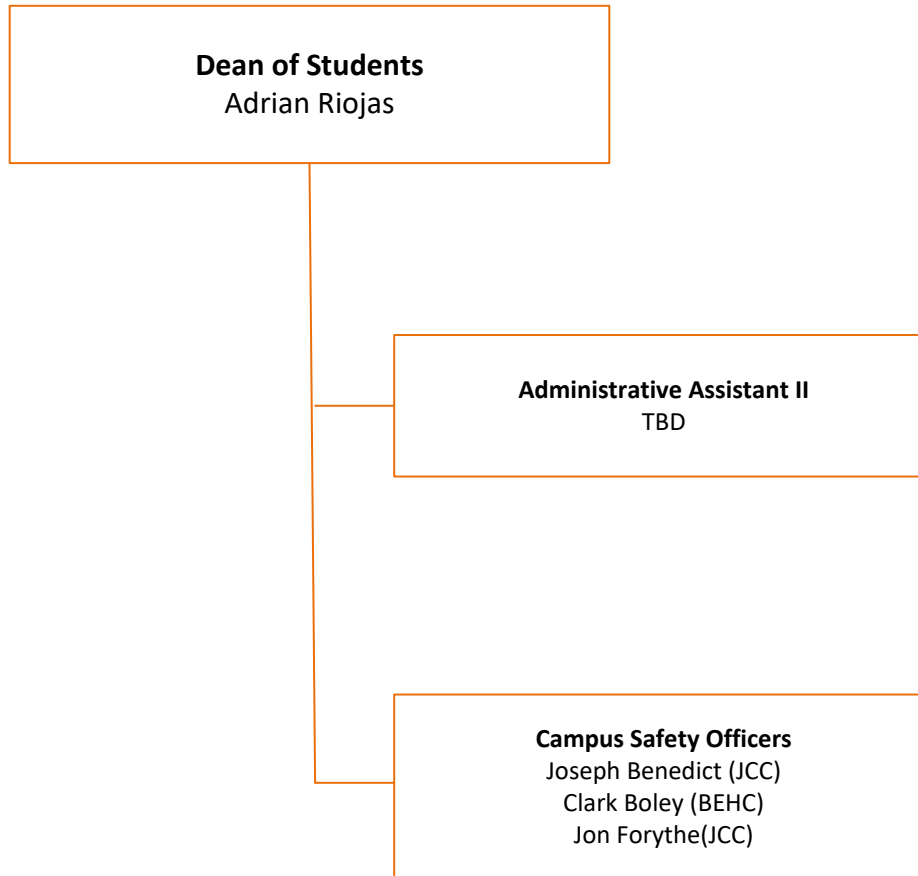 Dean of Students
Adrian Riojas
Administrative Assistant II
TBD
Campus Safety Officers
Joseph Benedict (JCC)
Clark Boley (BEHC)
Jon Forythe(JCC)